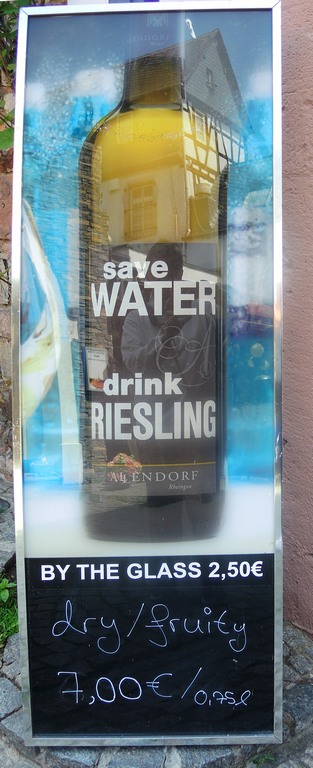 save
WATER
drink
RIESLING
ALLENDORF
Rheingau
BY THE GLASS 2,50€
dry/fruity
7,00€/0,75l